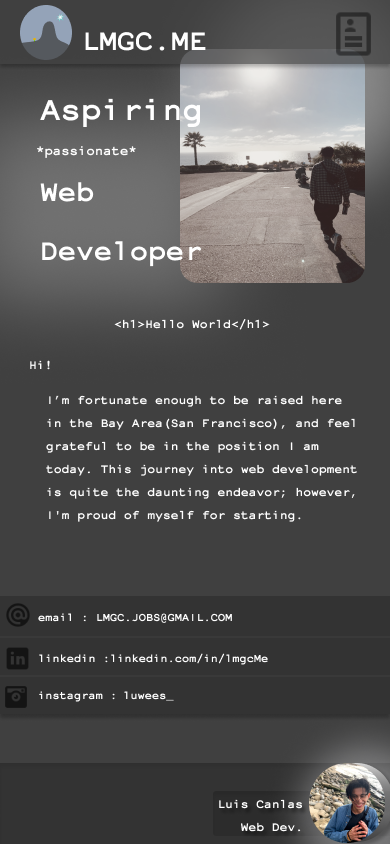 LMGC.ME
Aspiring
*passionate*
Web
Developer
<h1>Hello World</h1>
Hi!
I'm fortunate enough to be raised here
in the Bay Area(San Francisco), and feel
grateful to be in the position I am
today. This journey into web development
is quite the daunting endeavor; however,
I'm proud of myself for starting.
email : LMGC.JOBS@GMAIL.COM
linkedin :linkedin.com/in/lmgcMe
instagram : luwees_
Luis Canlas
Web Dev.